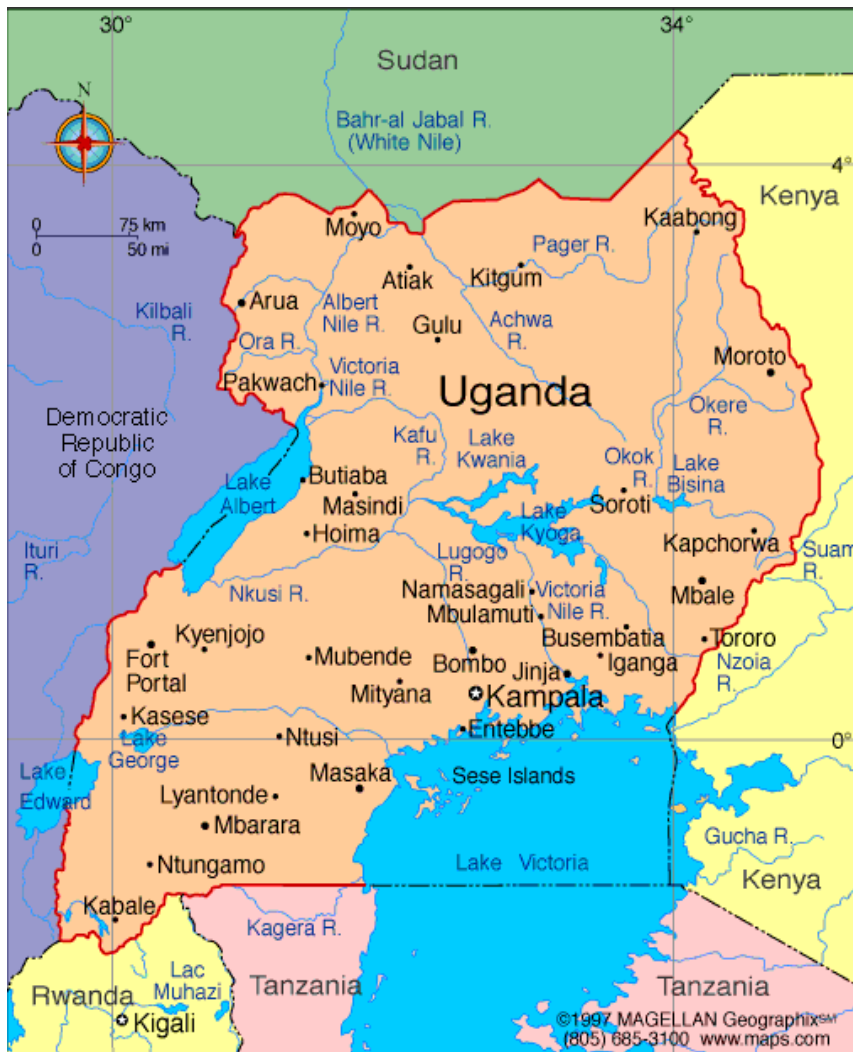 30°
34°
Sudan
N
Bahr-al Jabal R.
(White Nile)
4°
Kenya
0
75 km
0
50 mi
Moyo
Kaabong
Pager R.
Atiak
Kitgum
Kilbali
R.
Arua
Albert
Nile R.
Achwa
R.
Gulu
Ora R.
Moroto
Pakwach
Victoria
Nile R.
Uganda
Okere
R.
Democratic
Republic
of Congo
Kafu
R.
Lake
Kwania
Okok
R.
Lake
Bisina
Lake
Albert
Butiaba
Masindi
Soroti
Lake
Kyoga
Hoima
Kapchorwa
Ituri
R.
Lugogo
R.
Suam
R.
Nkusi R.
Namasagali
Victoria
Nile R.
Mbale
Mbulamuti
Kyenjojo
Busembatia
Tororo
Fort
Portal
Mubende
Bombo
Jinja
Iganga
Nzoia
R.
Mityana
Kampala
Kasese
Entebbe
Lake
George
Ntusi
0°
Lake
Edward
Masaka
Sese Islands
Lyantonde
Mbarara
Gucha R.
Ntungamo
Lake Victoria
Kenya
Kabale
Kagera R.
Lac
Muhazi
Rwanda
Tanzania
Tanzania
Kigali
©1997 MAGELLAN Geographix℠
(805) 685-3100 www.maps.com